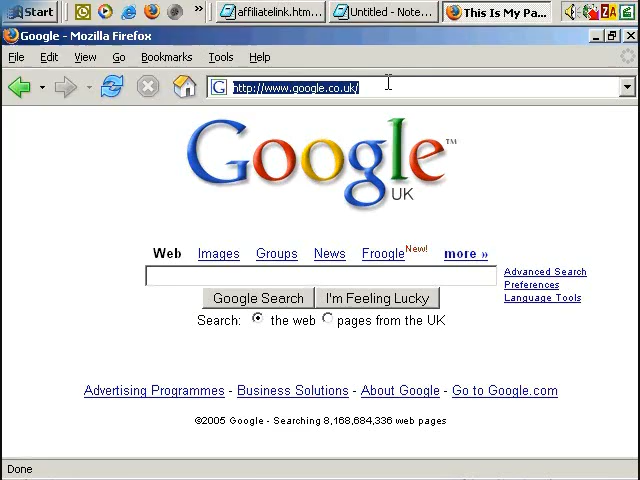 Start » affiliatelink.htm... Untitled - Note... This Is My Pa...
Google - Mozilla Firefox
File Edit View Go Bookmarks Tools Help
G http://www.google.co.uk/
Google™
UK
Web Images Groups News Froogle New! more »
Advanced Search
Preferences
Language Tools
Google Search I'm Feeling Lucky
Search: the web pages from the UK
Advertising Programmes - Business Solutions - About Google - Go to Google.com
©2005 Google - Searching 8,168,684,336 web pages
Done